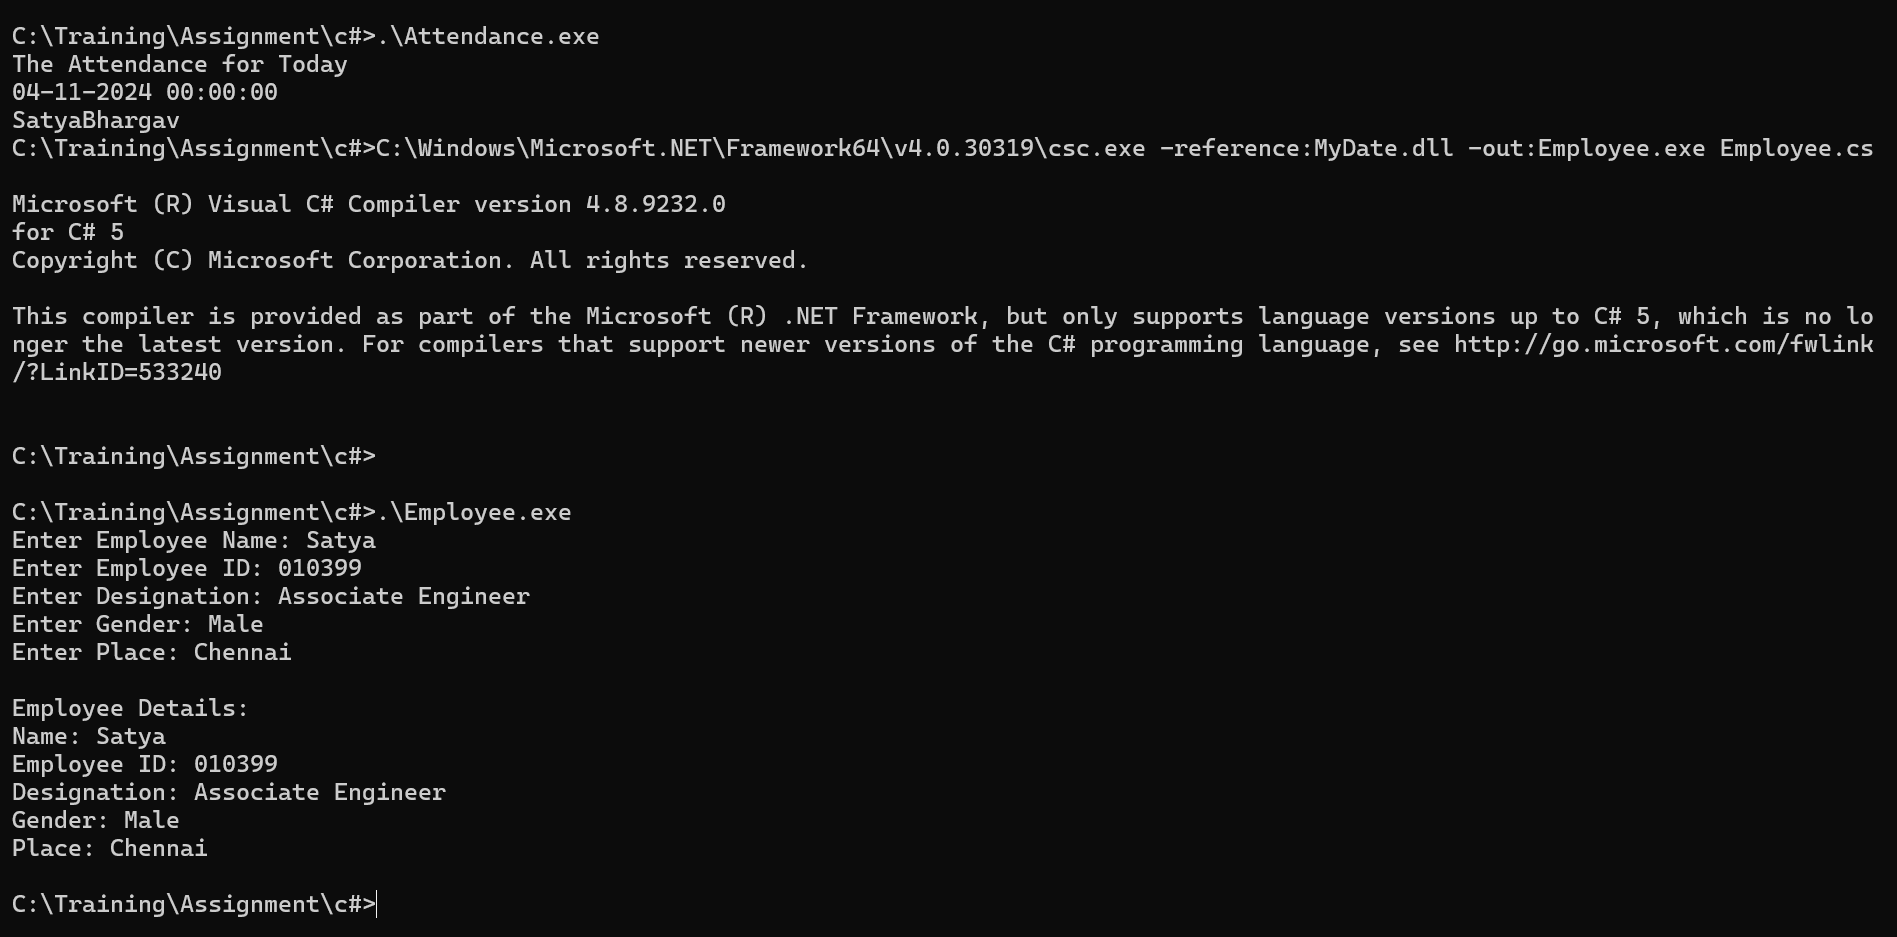 C:\Training\Assignment\c#>.\Attendance.exe
The Attendance for Today
04-11-2024 00:00:00
SatyaBhargav
C:\Training\Assignment\c#>C:\Windows\Microsoft.NET\Framework64\v4.0.30319\csc.exe -reference:MyDate.dll -out:Employee.exe Employee.cs
Microsoft (R) Visual C# Compiler version 4.8.9232.0
for C# 5
Copyright (C) Microsoft Corporation. All rights reserved.
This compiler is provided as part of the Microsoft (R) .NET Framework, but only supports language versions up to C# 5, which is no lo
nger the latest version. For compilers that support newer versions of the C# programming language, see http://go.microsoft.com/fwlink
/?LinkID=533240
C:\Training\Assignment\c#>
C:\Training\Assignment\c#>.\Employee.exe
Enter Employee Name: Satya
Enter Employee ID: 010399
Enter Designation: Associate Engineer
Enter Gender: Male
Enter Place: Chennai
Employee Details:
Name: Satya
Employee ID: 010399
Designation: Associate Engineer
Gender: Male
Place: Chennai
C:\Training\Assignment\c#>